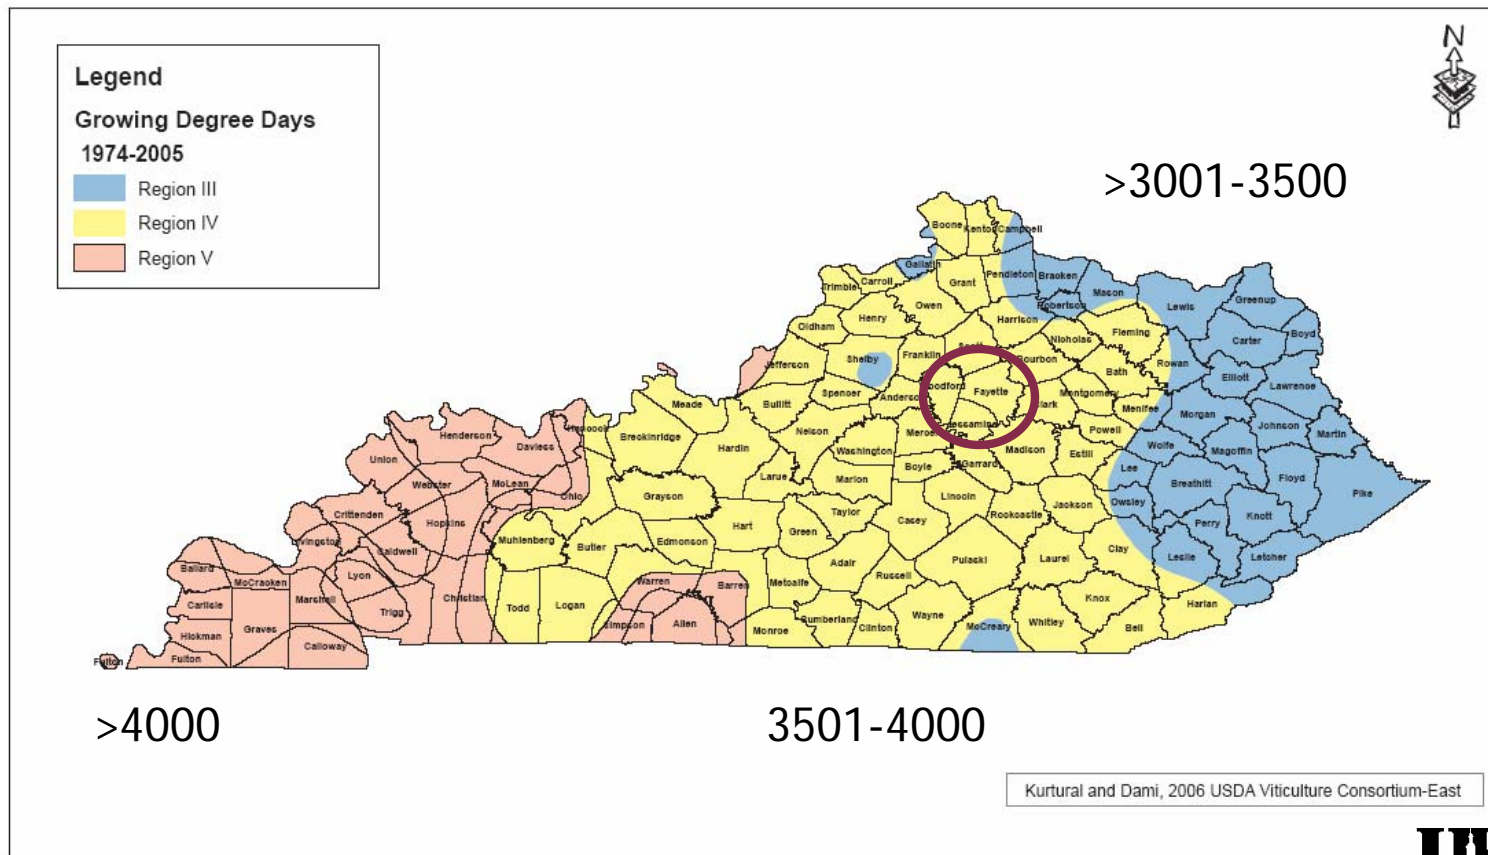 Legend
Growing Degree Days
1974-2005
Region III
Region IV
Region V
N
>3001-3500
Boone
Kenton
Campbell
Gallatin
Pendleton
Bracken
Trimble
Carroll
Grant
Mason
Robertson
Lewis
Greenup
Owen
Oldham
Henry
Harrison
Fleming
Carter
Boyd
Nicholas
Jefferson
Shelby
Franklin
Bourbon
Rowan
Bath
Elliott
Lawrence
Fayette
Spencer
Montgomery
Menifee
Morgan
Meade
Bullitt
Johnson
Martin
Nelson
Powell
Wolfe
Magoffin
Henderson
Daviess
Breckinridge
Hardin
Washington
Madison
Estill
Lee
Union
Webster
McLean
Larue
Marion
Boyle
Garrard
Breathitt
Floyd
Pike
Ohio
Grayson
Lincoln
Owsley
Jackson
Crittenden
Hopkins
Hart
Green
Taylor
Casey
Rockcastle
Perry
Knott
Muhlenberg
Butler
Edmonson
Caldwell
Adair
Russell
Pulaski
Laurel
Clay
Leslie
Letcher
Ballard
McCracken
Lyon
Warren
Barren
Metcalfe
Carlisle
Marshall
Trigg
Christian
Todd
Logan
Simpson
Allen
Monroe
Cumberland
Clinton
Wayne
McCreary
Whitley
Knox
Bell
Harlan
Hickman
Graves
Calloway
Fulton
Fulton
>4000
3501-4000
Kurtural and Dami, 2006 USDA Viticulture Consortium-East